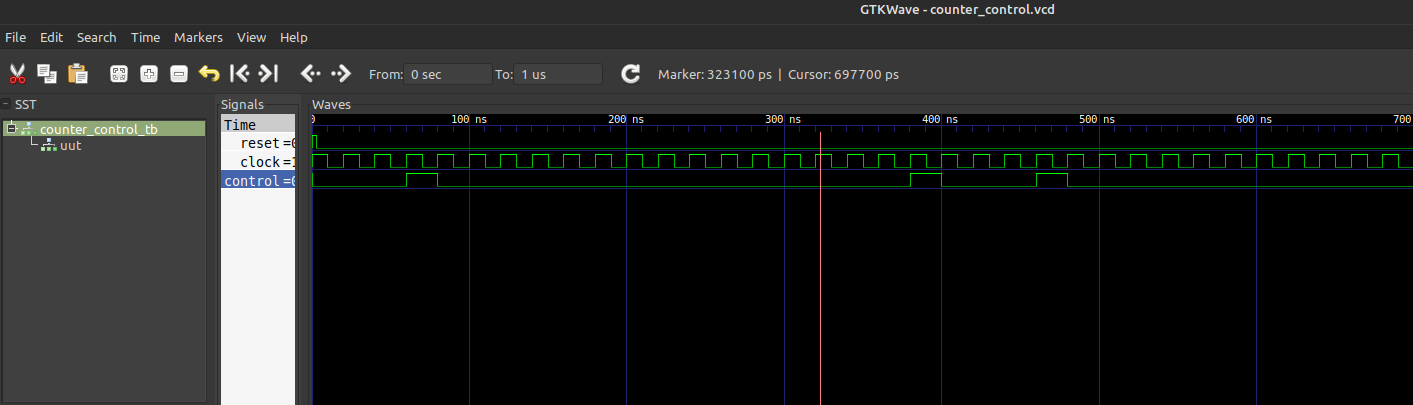 GTKWave - counter_control.vcd
File Edit Search Time Markers View Help
From: 0 sec To: 1 us Marker: 323100 ps | Cursor: 697700 ps
SST
counter_control_tb
uut
Signals
Time
reset=0
clock=1
control=0
Waves
0 100 ns 200 ns 300 ns 400 ns 500 ns 600 ns 700